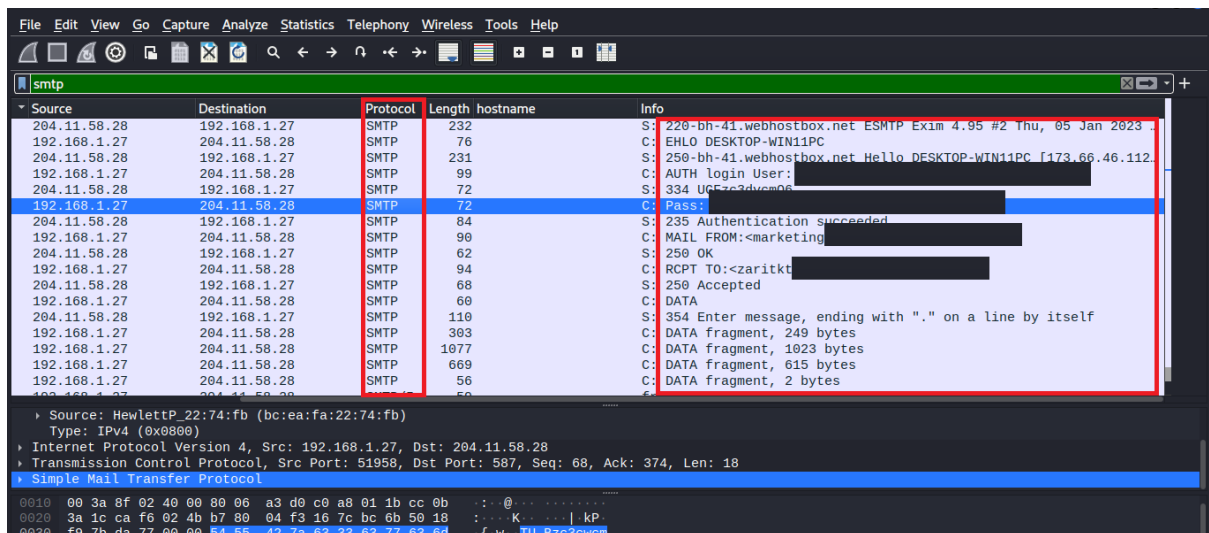 File Edit View Go Capture Analyze Statistics Telephony Wireless Tools Help
smtp
Source Destination Protocol Length hostname Info
204.11.58.28 192.168.1.27 SMTP 232 S: 220-bh-41.webhostbox.net ESMTP Exim 4.95 #2 Thu, 05 Jan 2023 …
192.168.1.27 204.11.58.28 SMTP 76 C: EHLO DESKTOP-WIN11PC
204.11.58.28 192.168.1.27 SMTP 231 S: 250-bh-41.webhostbox.net Hello DESKTOP-WIN11PC [173.66.46.112…
192.168.1.27 204.11.58.28 SMTP 99 C: AUTH login User:
204.11.58.28 192.168.1.27 SMTP 72 S: 334
192.168.1.27 204.11.58.28 SMTP 72 C: Pass:
204.11.58.28 192.168.1.27 SMTP 84 S: 235 Authentication succeeded
192.168.1.27 204.11.58.28 SMTP 90 C: MAIL FROM:<marketing
204.11.58.28 192.168.1.27 SMTP 62 S: 250 OK
192.168.1.27 204.11.58.28 SMTP 94 C: RCPT TO:<zaritkt
204.11.58.28 192.168.1.27 SMTP 68 S: 250 Accepted
192.168.1.27 204.11.58.28 SMTP 60 C: DATA
204.11.58.28 192.168.1.27 SMTP 110 S: 354 Enter message, ending with "." on a line by itself
192.168.1.27 204.11.58.28 SMTP 303 C: DATA fragment, 249 bytes
192.168.1.27 204.11.58.28 SMTP 1077 C: DATA fragment, 1023 bytes
192.168.1.27 204.11.58.28 SMTP 669 C: DATA fragment, 615 bytes
192.168.1.27 204.11.58.28 SMTP 56 C: DATA fragment, 2 bytes
Source: HewlettP_22:74:fb (bc:ea:fa:22:74:fb)
Type: IPv4 (0x0800)
Internet Protocol Version 4, Src: 192.168.1.27, Dst: 204.11.58.28
Transmission Control Protocol, Src Port: 51958, Dst Port: 587, Seq: 68, Ack: 374, Len: 18
Simple Mail Transfer Protocol
0010 00 3a 8f 02 40 00 80 06 a3 d0 c0 a8 01 1b cc 0b ·:··@··· ········
0020 3a 1c ca f6 02 4b b7 80 04 f3 16 7c bc 6b 50 18 :····K·· ···|·kP·